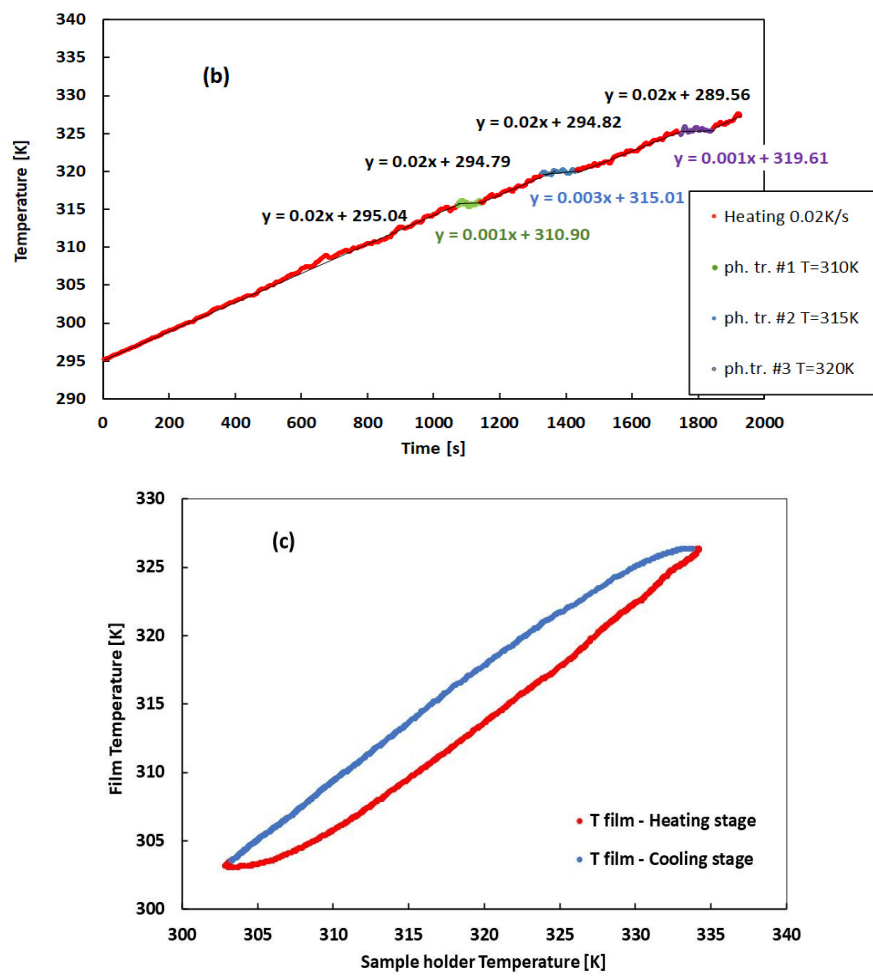 340
335
330
325
320
315
310
305
300
295
290
Temperature [K]
(b)
y = 0.02x + 289.56
y = 0.02x + 294.82
y = 0.001x + 319.61
y = 0.02x + 294.79
y = 0.003x + 315.01
y = 0.02x + 295.04
y = 0.001x + 310.90
Heating 0.02K/s
ph. tr. #1 T=310K
ph. tr. #2 T=315K
ph.tr. #3 T=320K
0 200 400 600 800 1000 1200 1400 1600 1800 2000
Time [s]
330
325
320
315
310
305
300
Film Temperature [K]
(c)
T film - Heating stage
T film - Cooling stage
300 305 310 315 320 325 330 335 340
Sample holder Temperature [K]